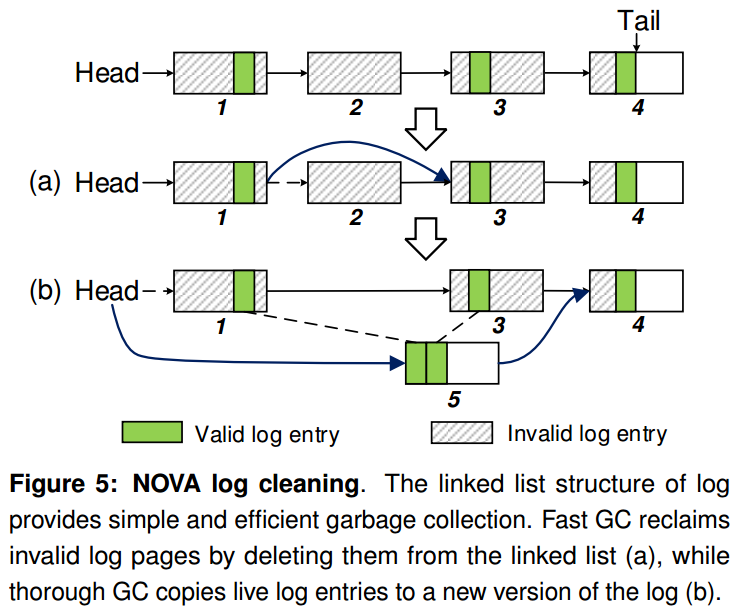 Tail
Head
1 2 3 4
(a) Head
1 2 3 4
(b) Head
1 3 4
5
Valid log entry Invalid log entry
Figure 5: NOVA log cleaning. The linked list structure of log
provides simple and efficient garbage collection. Fast GC reclaims
invalid log pages by deleting them from the linked list (a), while
thorough GC copies live log entries to a new version of the log (b).